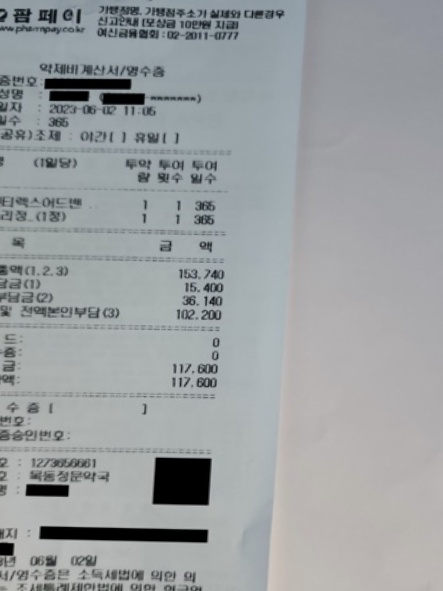 팜페이
www.pharmpay.co.kr
가맹점명, 가맹점주소가 실제와 다른경우
신고안내 [포상금 10만원 지급]
여신금융협회 : 02-2011-0777
약제비계산서/영수증
증번호:
성명 :
일자 : 2023-06-02 11:05
일수 : 365
공유)조제 : 야간[ ] 휴일[ ]
(1일당) 투약 투여 투여
량 횟수 일수
1 1 365
리정_(1정) 1 1 365
목 금 액
총액(1,2,3) 153,740
담금(1) 15,400
부담금(2) 36,140
및 전액본인부담(3) 102,200
드: 0
수증: 0
금: 117,600
액: 117,600
수 증 [ ]
번호:
증승인번호:
호 : 1273656661
호 : 목동정문약국
명 :
재지 :
년 06월 02일
서/영수증은 소득세법에 의한 의
는 조세특례제한법에 의한 현금영